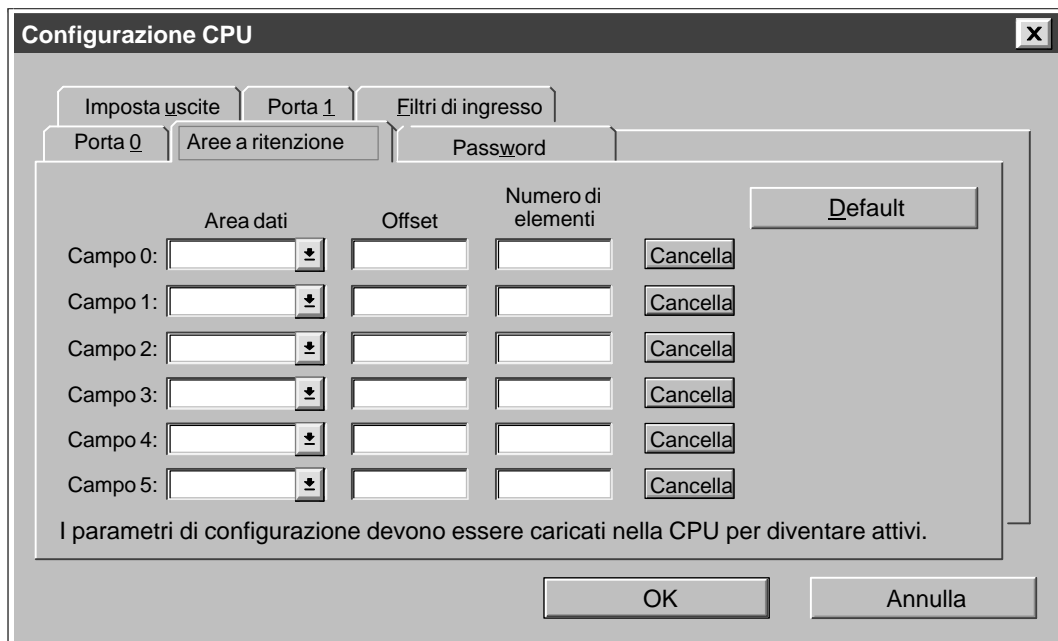 Configurazione CPU
Imposta uscite
Porta 1
Filtri di ingresso
Porta 0
Aree a ritenzione
Password
Area dati
Offset
Numero di
elementi
Default
Campo 0:
Cancella
Campo 1:
Cancella
Campo 2:
Cancella
Campo 3:
Cancella
Campo 4:
Cancella
Campo 5:
Cancella
I parametri di configurazione devono essere caricati nella CPU per diventare attivi.
OK
Annulla